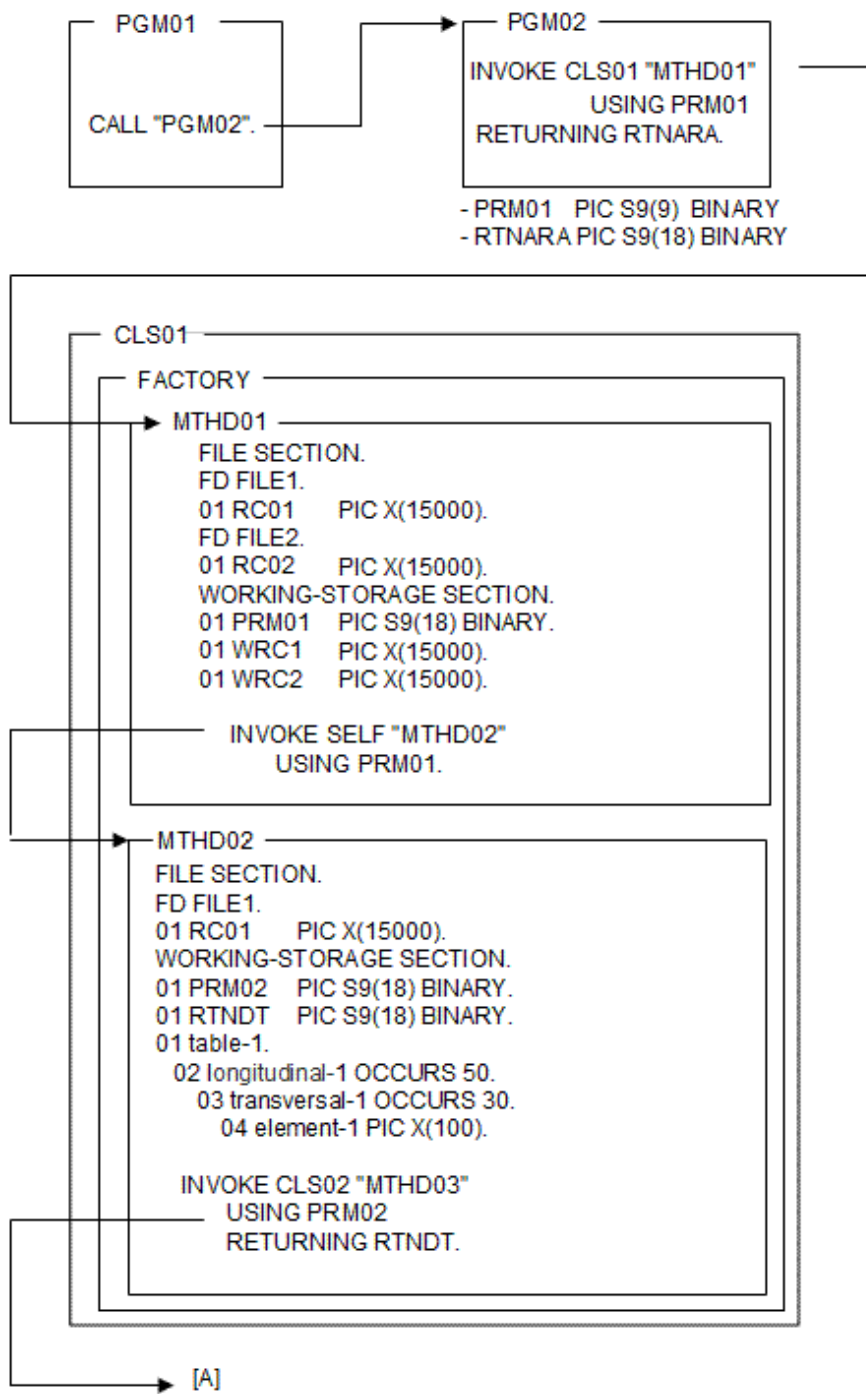 PGM01
CALL "PGM02".
PGM02
INVOKE CLS01 "MTHD01"
USING PRM01
RETURNING RTNARA.
- PRM01 PIC S9(9) BINARY
- RTNARA PIC S9(18) BINARY
CLS01
FACTORY
MTHD01
FILE SECTION.
FD FILE1.
01 RC01 PIC X(15000).
FD FILE2.
01 RC02 PIC X(15000).
WORKING-STORAGE SECTION.
01 PRM01 PIC S9(18) BINARY.
01 WRC1 PIC X(15000).
01 WRC2 PIC X(15000).
INVOKE SELF "MTHD02"
USING PRM01.
MTHD02
FILE SECTION.
FD FILE1.
01 RC01 PIC X(15000).
WORKING-STORAGE SECTION.
01 PRM02 PIC S9(18) BINARY.
01 RTNDT PIC S9(18) BINARY.
01 table-1.
02 longitudinal-1 OCCURS 50.
03 transversal-1 OCCURS 30.
04 element-1 PIC X(100).
INVOKE CLS02 "MTHD03"
USING PRM02
RETURNING RTNDT.
[A]